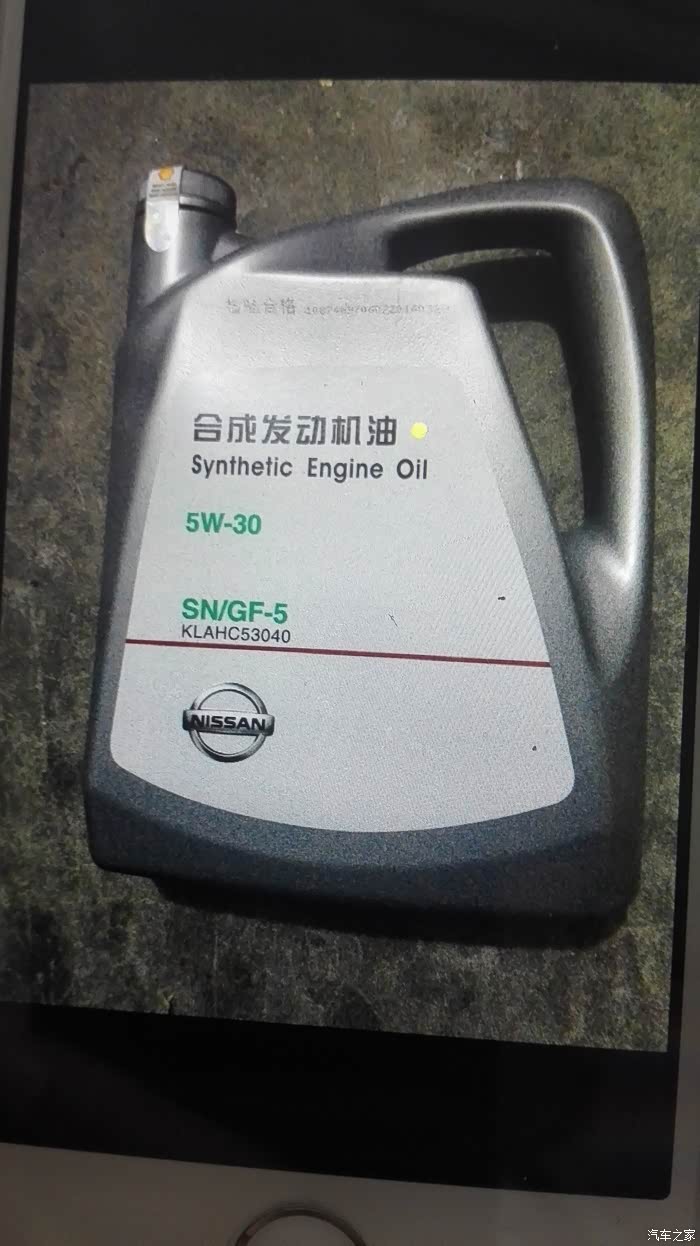 检验合格
合成发动机油
Synthetic Engine Oil
5W-30
SN/GF-5
KLAHC53040
NISSAN
汽车之家